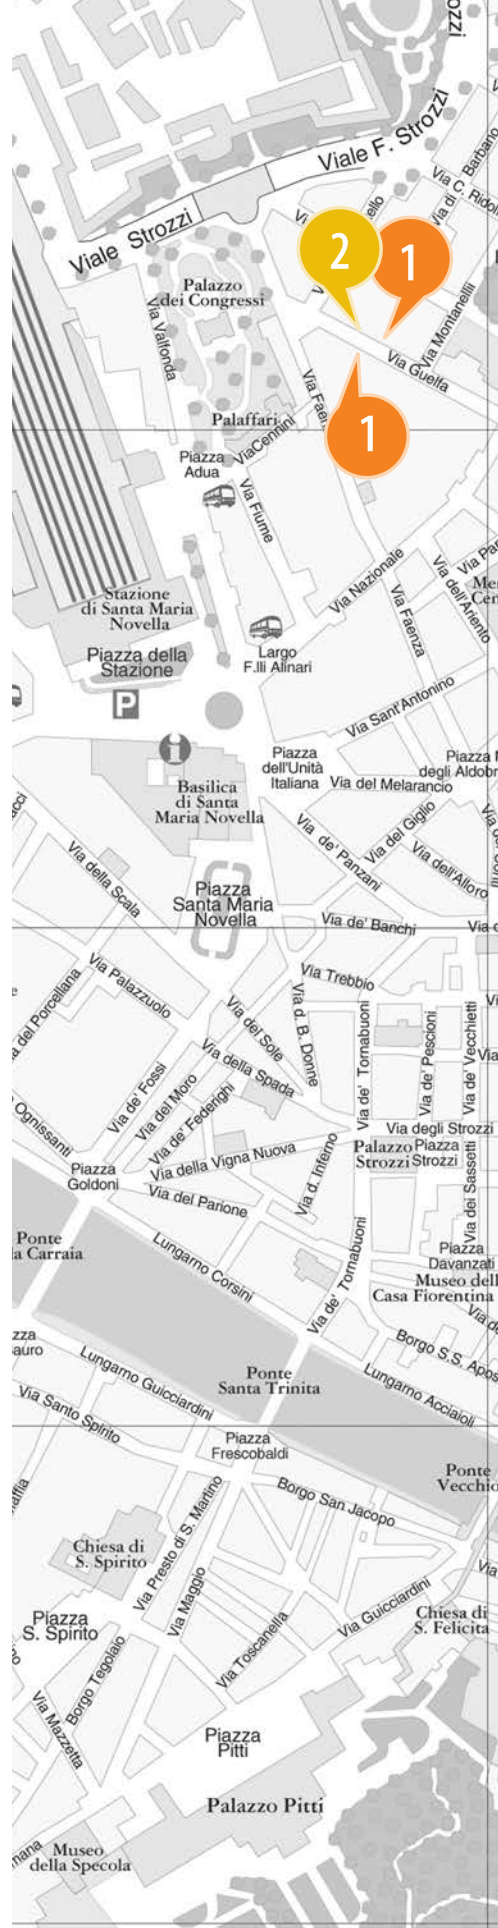 Viale F. Strozzi
Barbano
Via C. Ridol
Via di
Viale Strozzi
2
1
Palazzo
dei Congressi
Via Valfonda
Via Montanelli
Via Guelfa
1
Palaffari
Via Cennini
Piazza
Adua
Via Fiume
Via Nazionale
Via dell'Ariento
Via Faenza
Stazione
di Santa Maria
Novella
Piazza della
Stazione
Largo
F.lli Alinari
P
i
Via Sant'Antonino
Piazza
dell'Unità
Italiana
degli Aldobr
Via del Melarancio
Basilica
di Santa
Maria Novella
Via de' Panzani
Via del Giglio
Via dell'Alloro
Via della Scala
Piazza
Santa Maria
Novella
Via de' Banchi
Via Trebbio
Via Palazzuolo
Via del Sole
Via d. B. Donne
Via de' Tornabuoni
Via de' Pescioni
Via de' Vecchietti
Via della Spada
Via de' Fossi
Via del Moro
Via de' Federighi
Ognissanti
Via degli Strozzi
Via della Vigna Nuova
Palazzo
Strozzi
Piazza
Strozzi
Via dei Sassetti
Piazza
Goldoni
Via del Parione
Via d. Inferno
Ponte
la Carraia
Lungarno Corsini
Via de' Tornabuoni
Piazza
Davanzati
Museo dell
Casa Fiorentina
Borgo S.S. Apos
Lungarno Guicciardini
Ponte
Santa Trinita
Lungarno Acciaioli
Via Santo Spirito
Piazza
Frescobaldi
Ponte
Vecchio
Borgo San Jacopo
Chiesa di
S. Spirito
Via Presto di S. Martino
Via Maggio
Via Guicciardini
Chiesa di
S. Felicita
Piazza
S. Spirito
Borgo Tegolaio
Via Toscanella
Via Mazzetta
Piazza
Pitti
Palazzo Pitti
Museo
della Specola